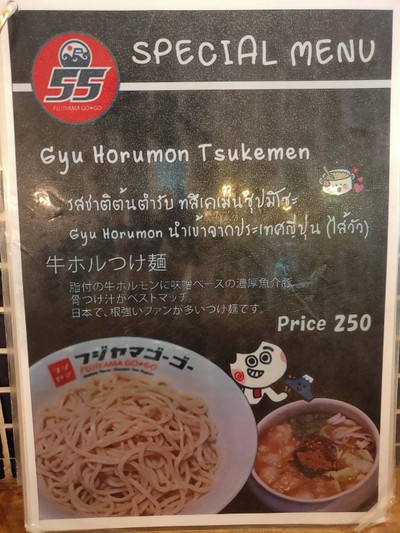 55
FUJIYAMA GO★GO
SPECIAL MENU
Gyu Horumon Tsukemen
รสชาติต้นตำรับ ทสึเคเม็นซุปมิโซะ
Gyu Horumon นำเข้าจากประเทศญี่ปุ่น (ไส้วัว)
牛ホルつけ麺
脂付の牛ホルモンに味噌ベースの濃厚魚介豚
骨つけ汁がベストマッチ
日本で、根強いファンが多いつけ麺です。
Price 250
フジヤマゴーゴー
FUJIYAMA GO★GO